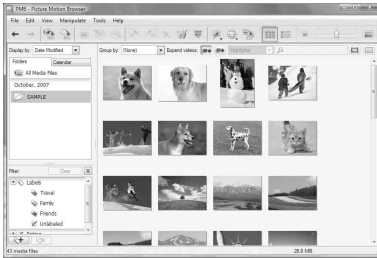 PMB - Picture Motion Browser
File Edit View Manipulate Tools Help
Display by: Date Modified
Group by: (None) Expand videos: Highlights
Folders Calendar
All Media Files
October, 2007
SAMPLE
Filter: Clear
Labels
Travel
Family
Friends
Unlabeled
43 media files 28.9 MB